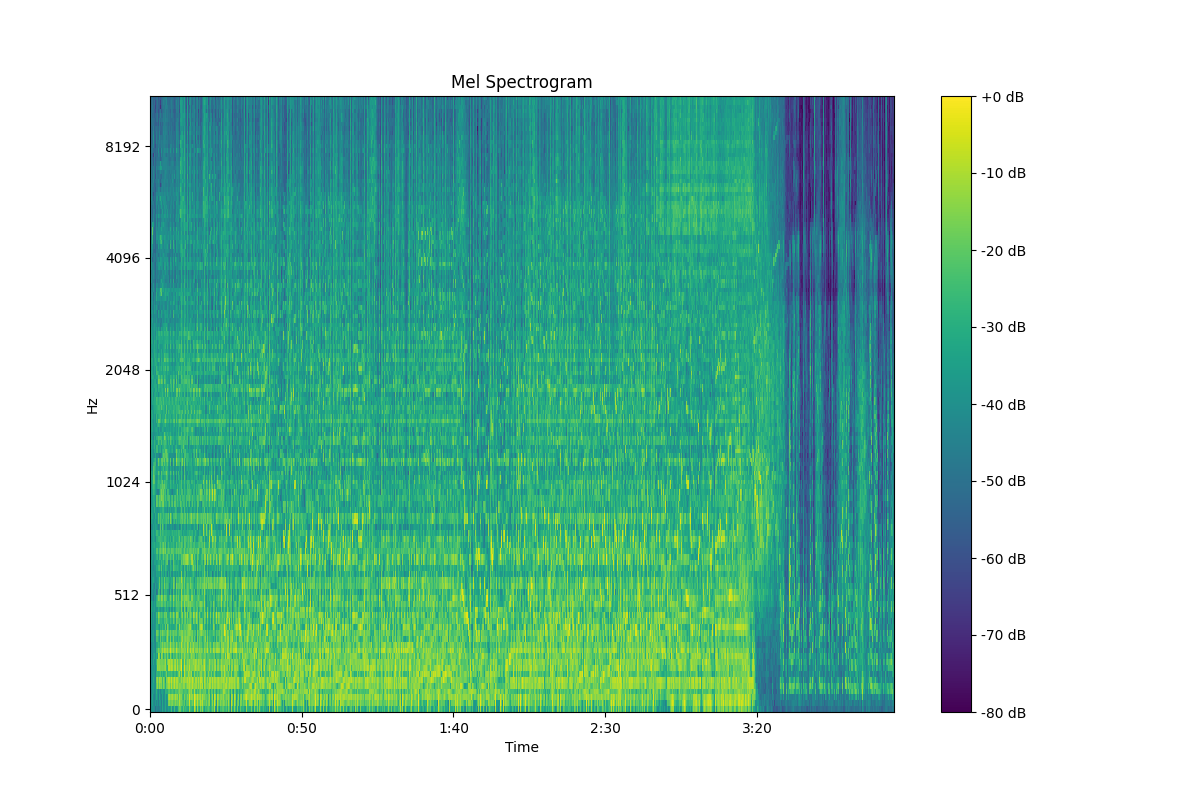 Mel Spectrogram
Hz
8192
4096
2048
1024
512
0
0:00 0:50 1:40 2:30 3:20
Time
+0 dB
-10 dB
-20 dB
-30 dB
-40 dB
-50 dB
-60 dB
-70 dB
-80 dB